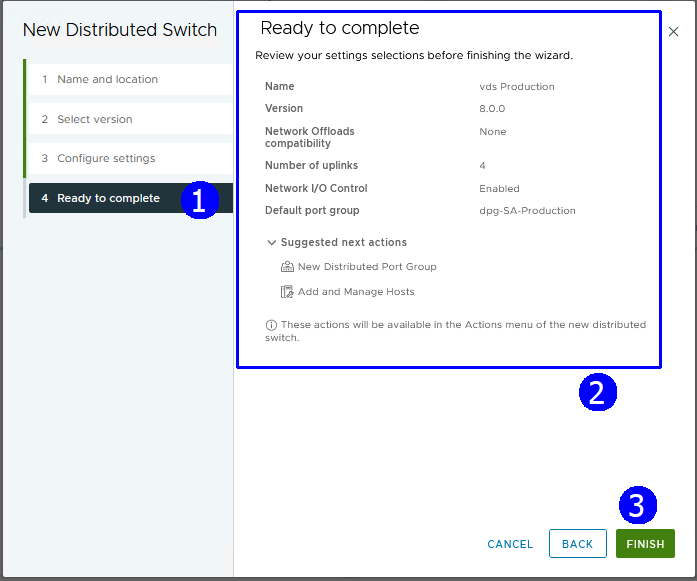 New Distributed Switch
1 Name and location
2 Select version
3 Configure settings
4 Ready to complete
1
Ready to complete
Review your settings selections before finishing the wizard.
Name vds Production
Version 8.0.0
Network Offloads None
compatibility
Number of uplinks 4
Network I/O Control Enabled
Default port group dpg-SA-Production
Suggested next actions
New Distributed Port Group
Add and Manage Hosts
These actions will be available in the Actions menu of the new distributed
switch.
2
3
CANCEL BACK FINISH